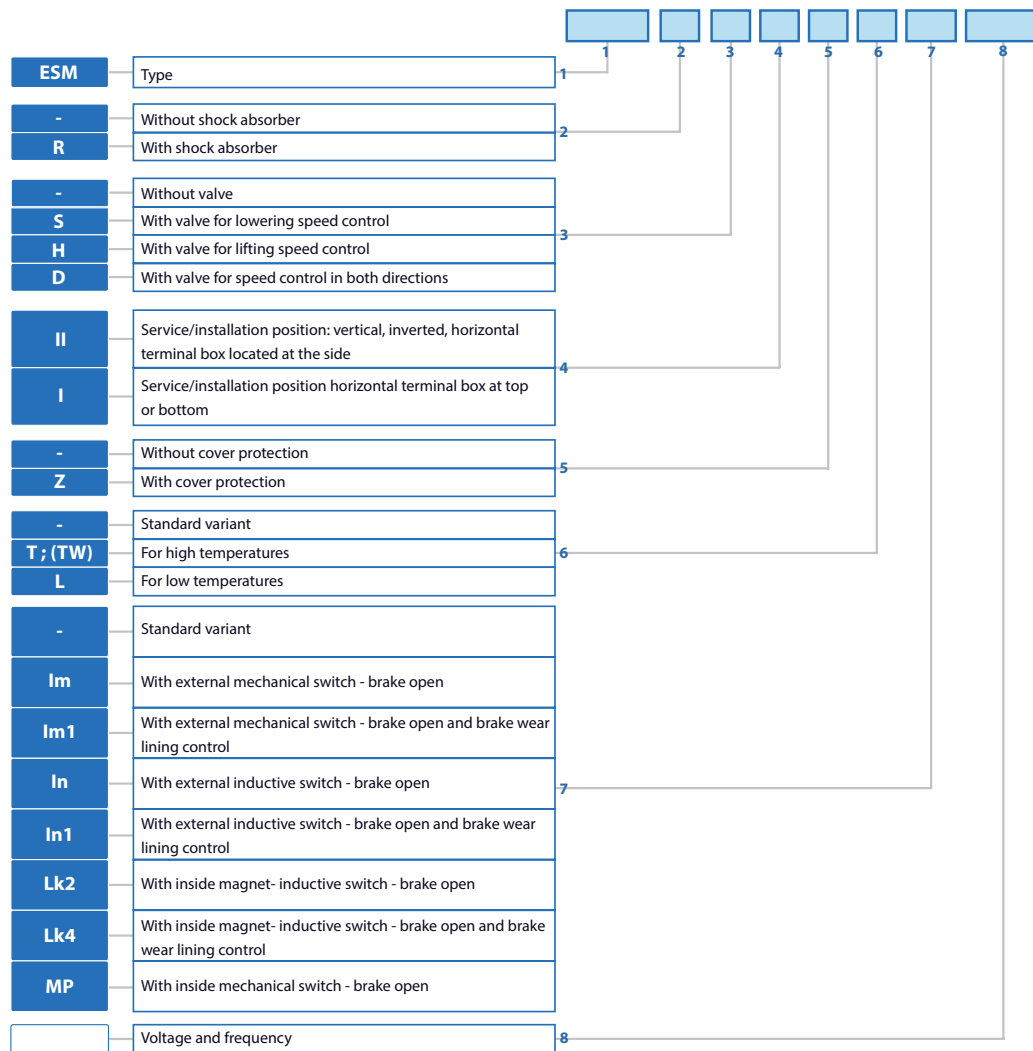 1 2 3 4 5 6 7 8
ESM Type 1
- Without shock absorber
2
R With shock absorber
- Without valve
S With valve for lowering speed control
3
H With valve for lifting speed control
D With valve for speed control in both directions
II Service/installation position: vertical, inverted, horizontal
terminal box located at the side
4
I Service/installation position horizontal terminal box at top
or bottom
- Without cover protection
5
Z With cover protection
- Standard variant
T ; (TW) For high temperatures 6
L For low temperatures
- Standard variant
Im With external mechanical switch - brake open
Im1 With external mechanical switch - brake open and brake wear
lining control
In With external inductive switch - brake open 7
In1 With external inductive switch - brake open and brake wear
lining control
Lk2 With inside magnet- inductive switch - brake open
Lk4 With inside magnet- inductive switch - brake open and brake
wear lining control
MP With inside mechanical switch - brake open
Voltage and frequency 8